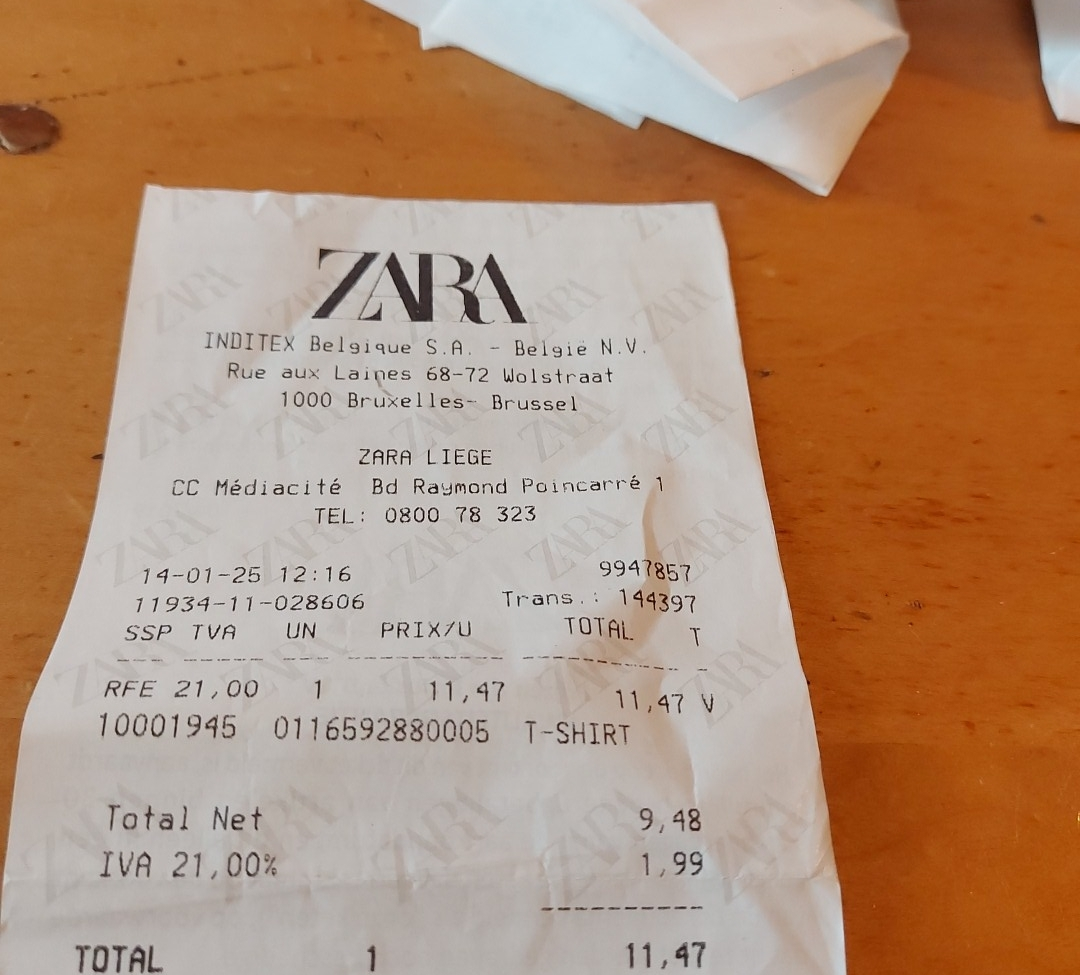 ZARA
INDITEX Belgique S.A. - België N.V.
Rue aux Laines 68-72 Wolstraat
1000 Bruxelles- Brussel
ZARA LIEGE
CC Médiacité Bd Raymond Poincarré 1
TEL: 0800 78 323
14-01-25 12:16 9947857
11934-11-028606 Trans.: 144397
SSP TVA UN PRIX/U TOTAL T
RFE 21,00 1 11,47 11,47 V
10001945 0116592880005 T-SHIRT
Total Net 9,48
IVA 21,00% 1,99
TOTAL 1 11,47